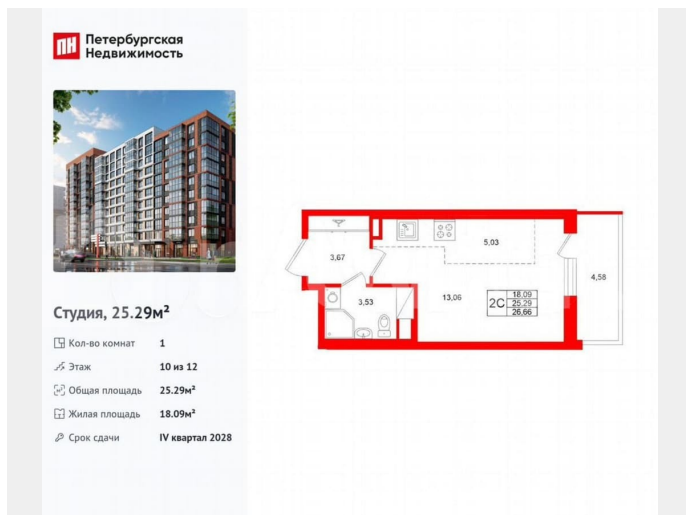 ПН
Петербургская
Недвижимость
Студия, 25.29м²
Кол-во комнат 1
Этаж 10 из 12
Общая площадь 25.29м²
Жилая площадь 18.09м²
Срок сдачи IV квартал 2028
3,67
3,53
5,03
13,06
2С
18,09
25,29
26,66
4,58